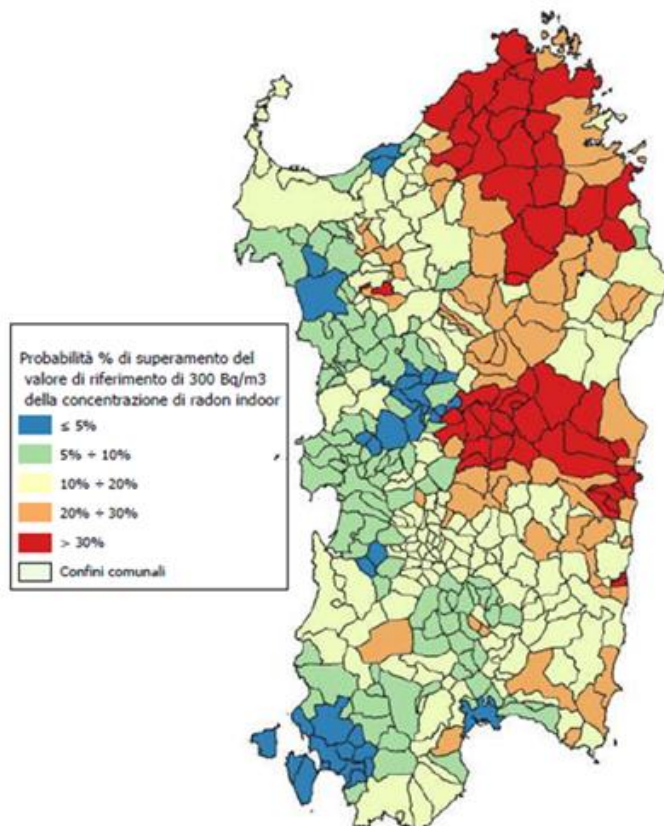 Probabilità % di superamento del
valore di riferimento di 300 Bq/m3
della concentrazione di radon indoor
≤ 5%
5% ÷ 10%
10% ÷ 20%
20% ÷ 30%
> 30%
Confini comunali